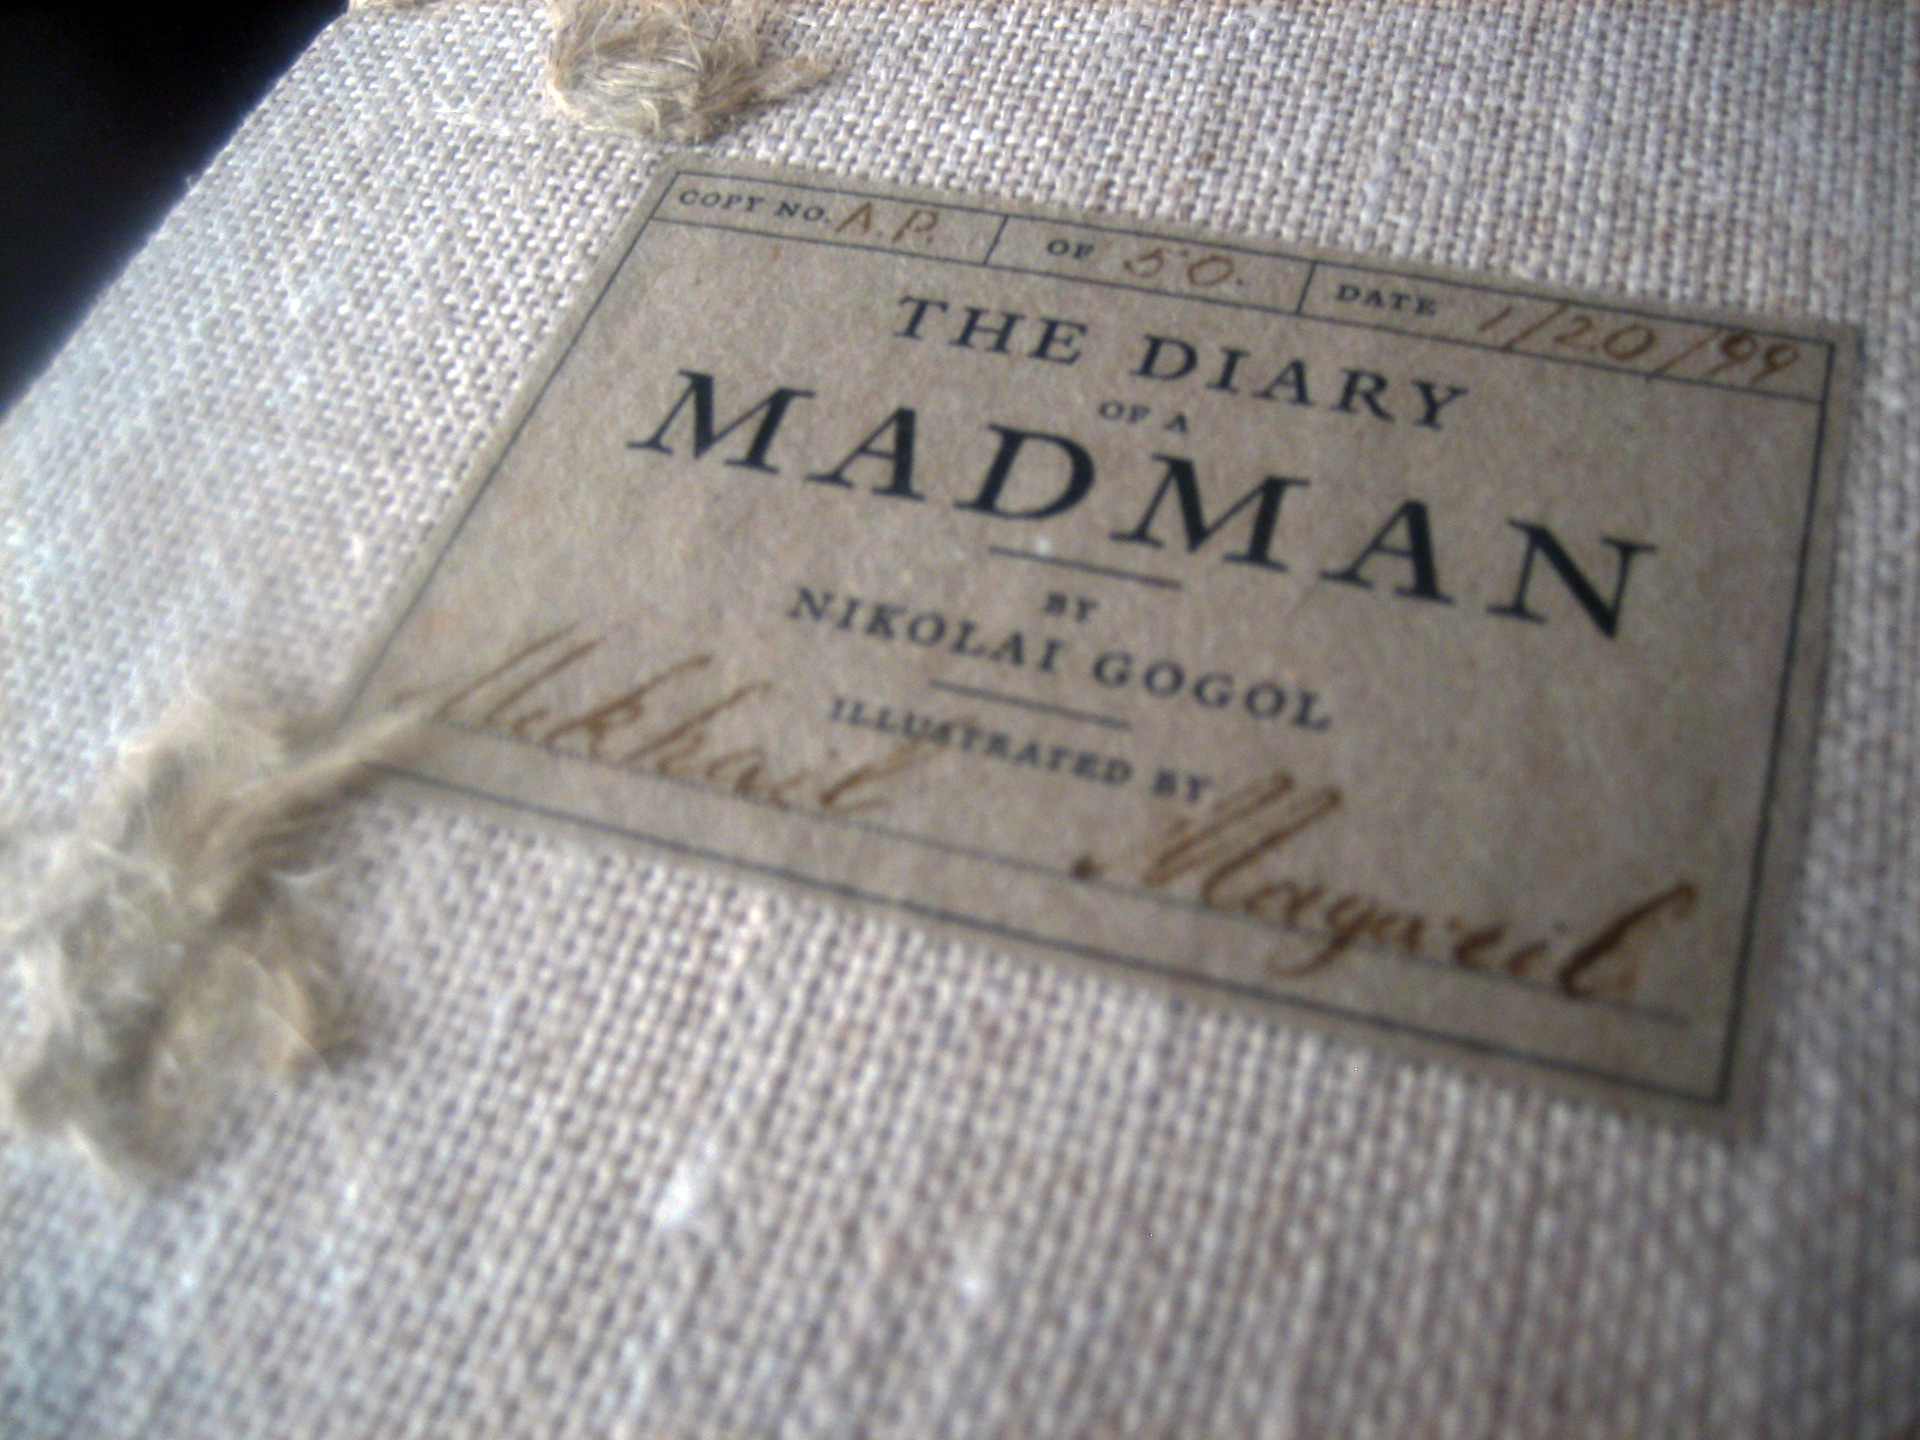 COPY NO. A.P. OF 50. DATE 1/20/99
THE DIARY
OF A
MADMAN
BY
NIKOLAI GOGOL
ILLUSTRATED BY
Mikhail Magaril